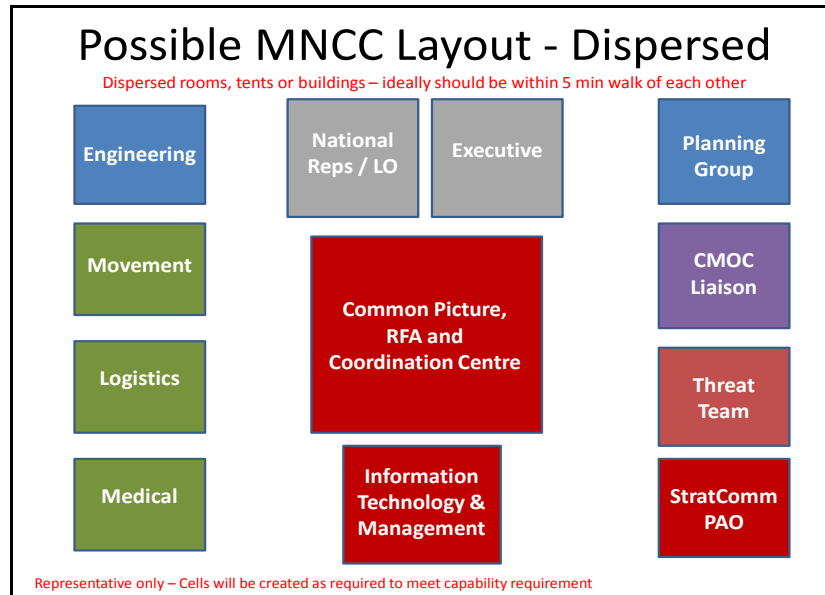 Possible MNCC Layout - Dispersed
Dispersed rooms, tents or buildings – ideally should be within 5 min walk of each other
Engineering
National
Reps / LO
Executive
Planning
Group
Movement
CMOC
Liaison
Common Picture,
RFA and
Coordination Centre
Logistics
Threat
Team
Medical
Information
Technology &
Management
StratComm
PAO
Representative only – Cells will be created as required to meet capability requirement